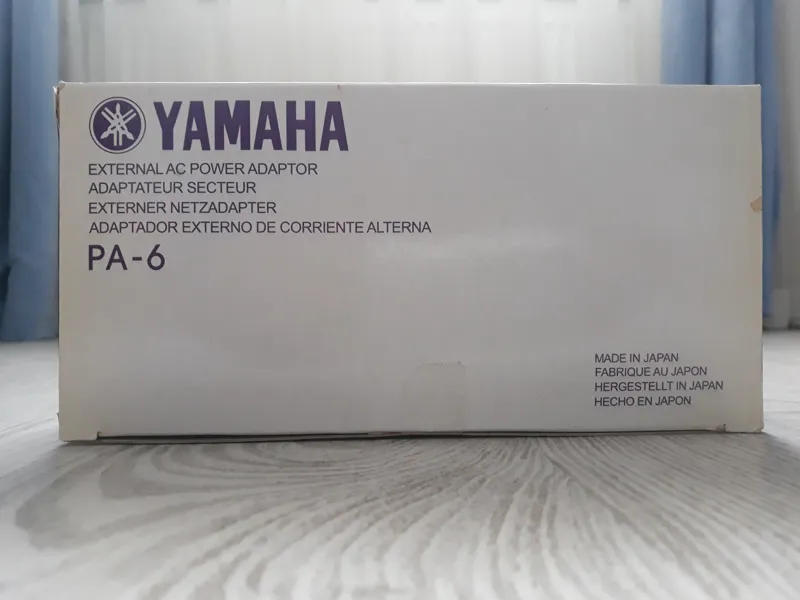 YAMAHA
EXTERNAL AC POWER ADAPTOR
ADAPTATEUR SECTEUR
EXTERNER NETZADAPTER
ADAPTADOR EXTERNO DE CORRIENTE ALTERNA
PA-6
MADE IN JAPAN
FABRIQUE AU JAPON
HERGESTELLT IN JAPAN
HECHO EN JAPON